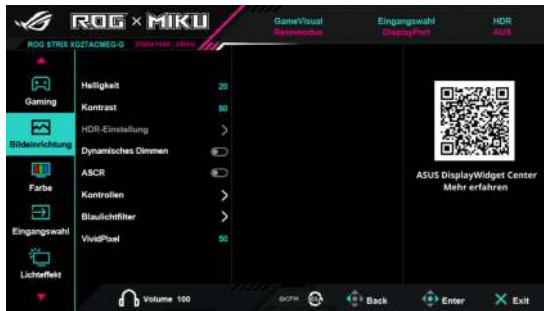 ROG × MIKU
GameVisual
Rennmodus
Eingangswahl
DisplayPort
HDR
AUS
ROG STRIX XG27ACMEG-G
Gaming
Bildeinrichtung
Farbe
Eingangswahl
Lichteffekt
Helligkeit 20
Kontrast 80
HDR-Einstellung
Dynamisches Dimmen
ASCR
Kontrollen
Blaulichtfilter
VividPixel 50
ASUS DisplayWidget Center
Mehr erfahren
Volume 100
Back
Enter
Exit